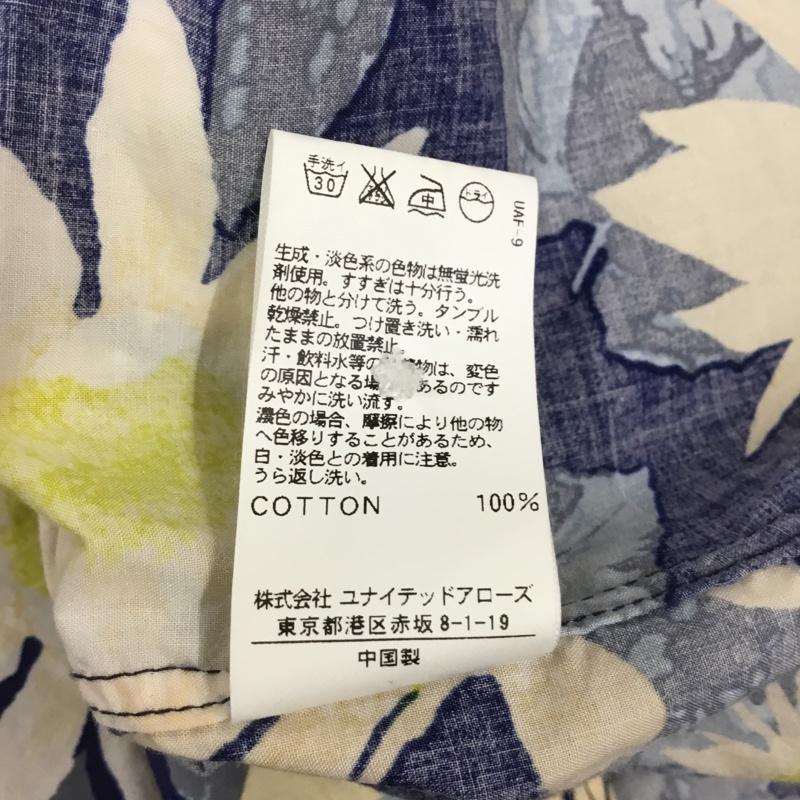 手洗イ
30
中
ドライ
UAF-9
生成・淡色系の色物は無蛍光洗
剤使用。すすぎは十分行う。
他の物と分けて洗う。タンブル
乾燥禁止。つけ置き洗い・濡れ
たままの放置禁止。
汗・飲料水等の 物は、変色
の原因となる場 あるのです
みやかに洗い流す。
濃色の場合、摩擦により他の物
へ色移りすることがあるため、
白・淡色との着用に注意。
うら返し洗い。
COTTON 100%
株式会社 ユナイテッドアローズ
東京都港区赤坂 8-1-19
中国製